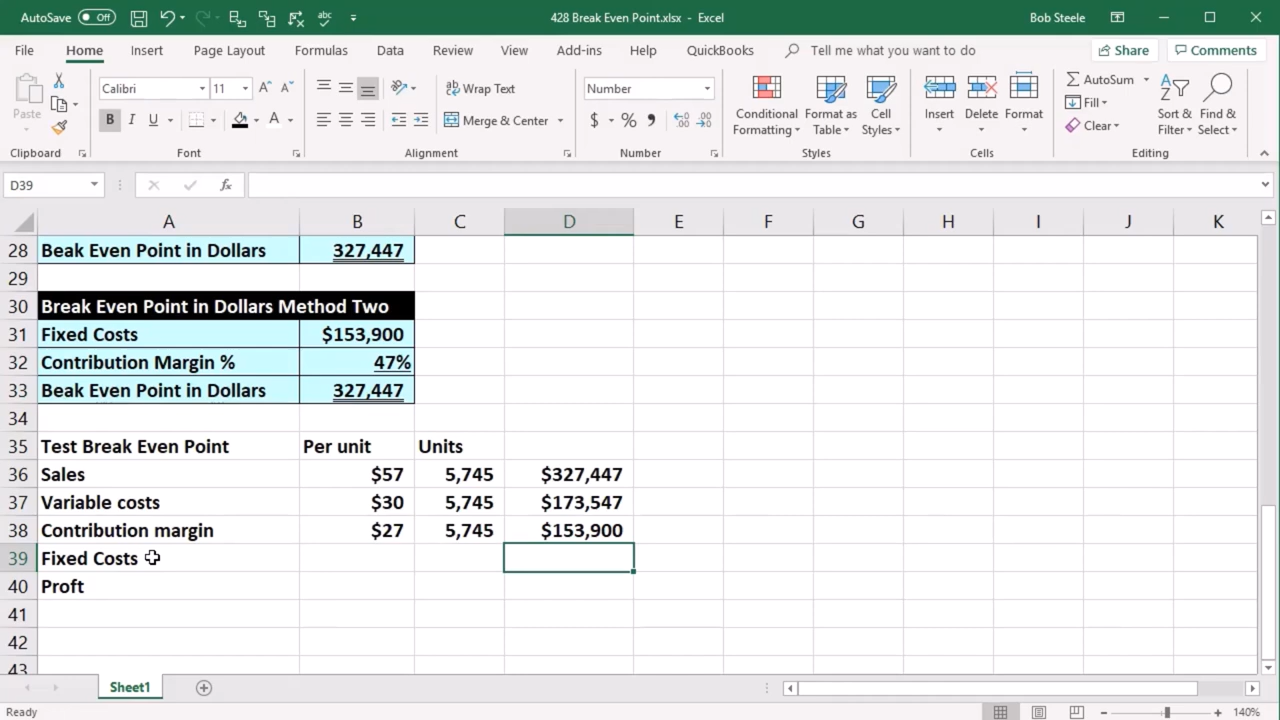 AutoSave Off 428 Break Even Point.xlsx - Excel Bob Steele
File Home Insert Page Layout Formulas Data Review View Add-ins Help QuickBooks Tell me what you want to do Share Comments
Paste Calibri 11 A A Wrap Text Number Conditional Formatting Format as Table Cell Styles Insert Delete Format AutoSum Sort & Filter Find & Select
B I U A Merge & Center $ % , Fill
Clear
Clipboard Font Alignment Number Styles Cells Editing
D39 fx
A B C D E F G H I J K
28 Beak Even Point in Dollars 327,447
29
30 Break Even Point in Dollars Method Two
31 Fixed Costs $153,900
32 Contribution Margin % 47%
33 Beak Even Point in Dollars 327,447
34
35 Test Break Even Point Per unit Units
36 Sales $57 5,745 $327,447
37 Variable costs $30 5,745 $173,547
38 Contribution margin $27 5,745 $153,900
39 Fixed Costs
40 Proft
41
42
43
Sheet1
Ready 140%